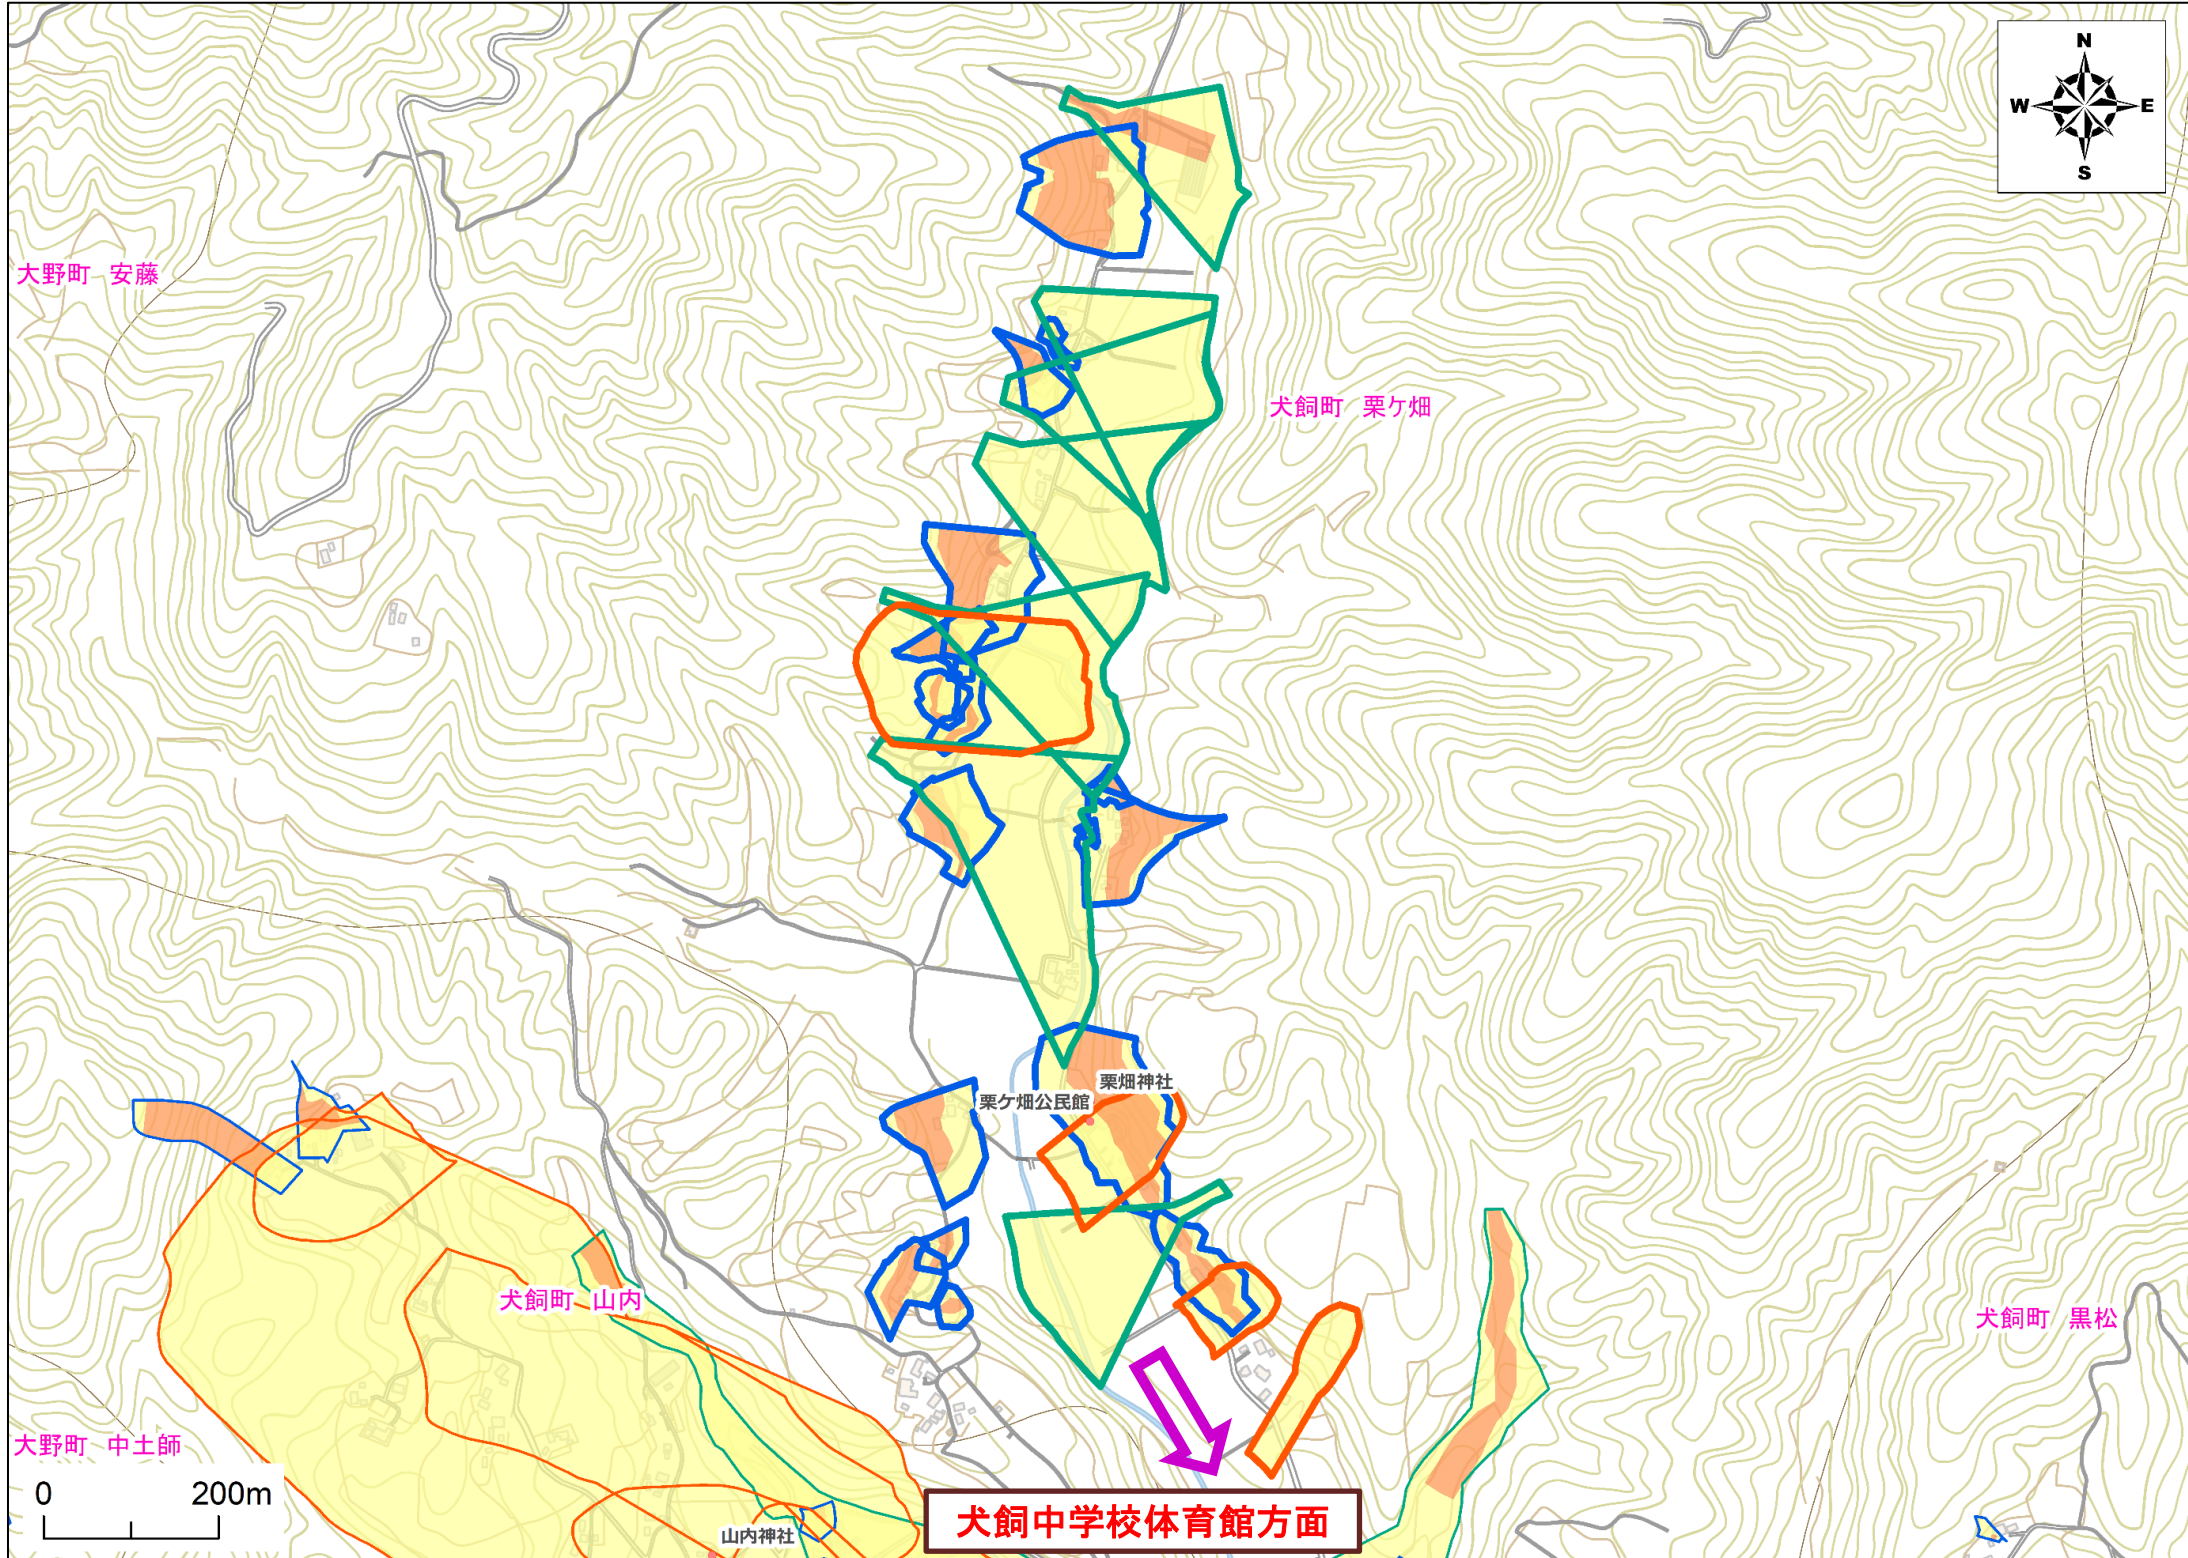 N
W
E
S
大野町 安藤
犬飼町 栗ケ畑
栗畑神社
栗ケ畑公民館
犬飼町 山内
犬飼町 黒松
大野町 中土師
0 200m
山内神社
犬飼中学校体育館方面